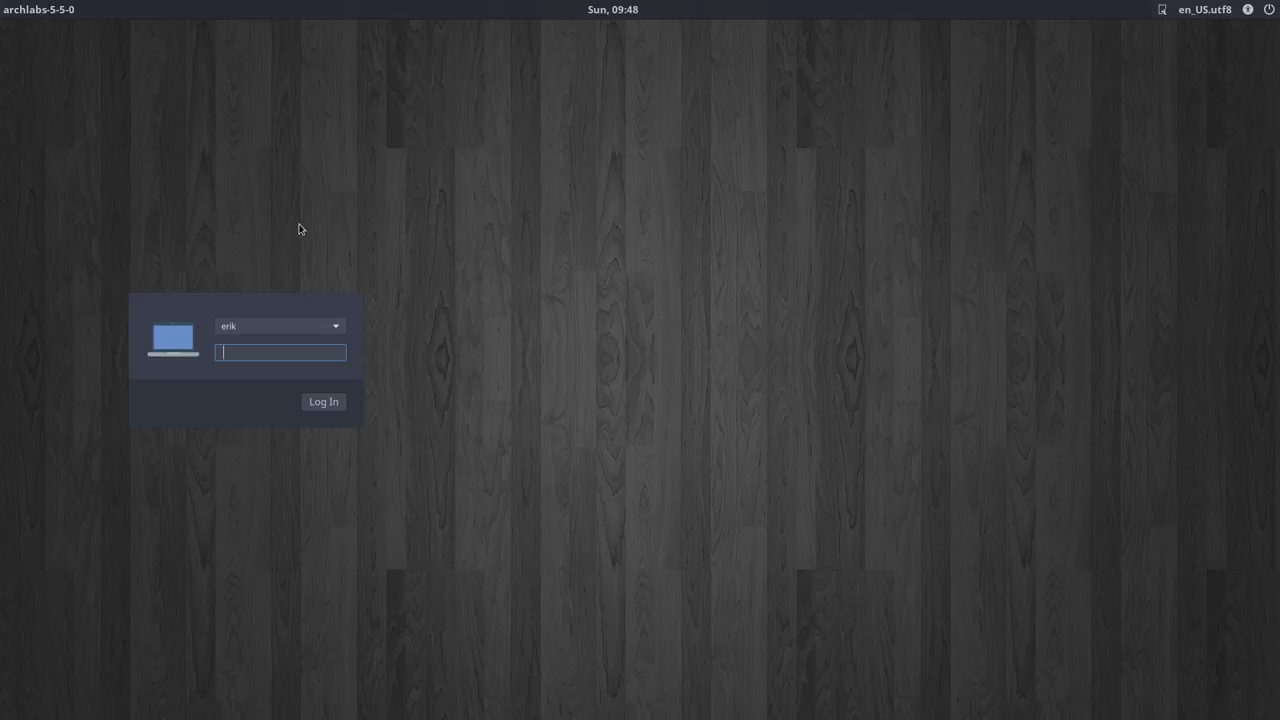 archlabs-5-5-0
Sun, 09:48
en_US.utf8
erik
Log In